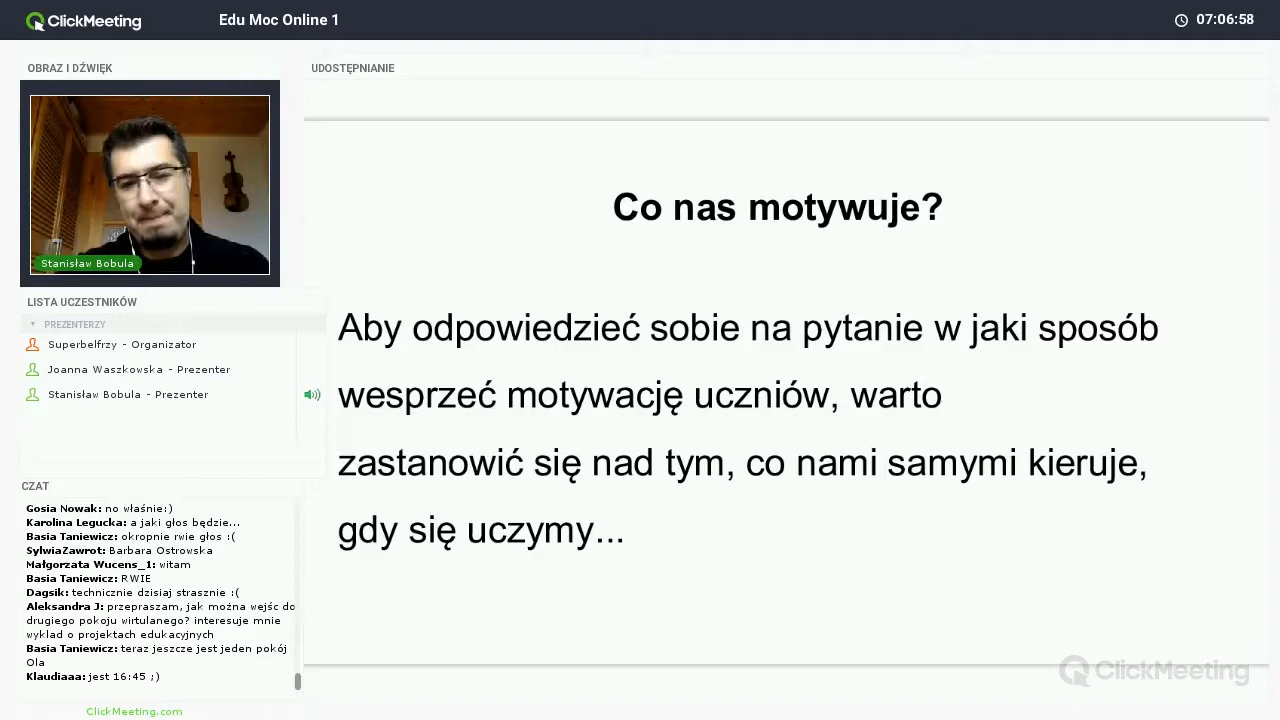 ClickMeeting
Edu Moc Online 1
07:06:58
OBRAZ I DŹWIĘK
Stanisław Bobula
LISTA UCZESTNIKÓW
PREZENTERZY
Superbelfrzy - Organizator
Joanna Waszkowska - Prezenter
Stanisław Bobula - Prezenter
CZAT
Gosia Nowak: no właśnie:)
Karolina Legucka: a jaki głos będzie...
Basia Taniewicz: okropnie rwie głos :(
SylwiaZawrot: Barbara Ostrowska
Małgorzata Wucens_1: witam
Basia Taniewicz: RWIE
Dagsik: technicznie dzisiaj strasznie :(
Aleksandra J: przepraszam, jak można wejśc do
drugiego pokoju wirtulanego? interesuje mnie
wyklad o projektach edukacyjnych
Basia Taniewicz: teraz jeszcze jest jeden pokój
Ola
Klaudiaaa: jest 16:45 ;)
ClickMeeting.com
UDOSTĘPNIANIE
Co nas motywuje?
Aby odpowiedzieć sobie na pytanie w jaki sposób
wesprzeć motywację uczniów, warto
zastanowić się nad tym, co nami samymi kieruje,
gdy się uczymy...
ClickMeeting